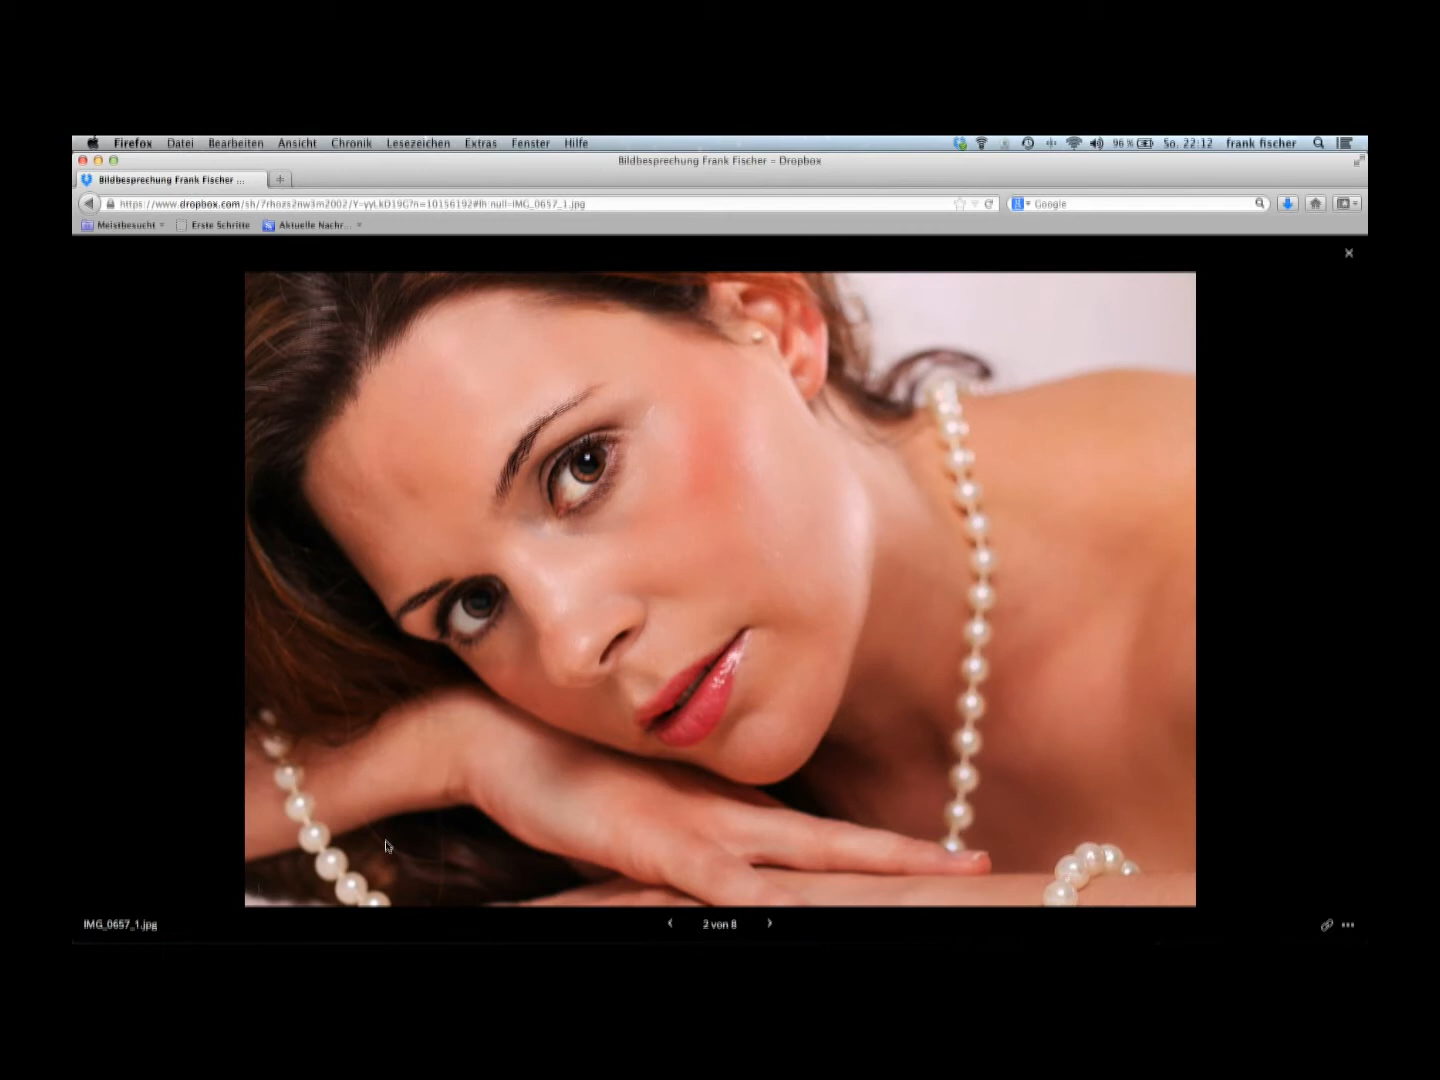 Firefox Datei Bearbeiten Ansicht Chronik Lesezeichen Extras Fenster Hilfe 96 % So. 22:12 frank fischer
Bildbesprechung Frank Fischer – Dropbox
Bildbesprechung Frank Fischer ...
Google
Meistbesucht Erste Schritte Aktuelle Nachr...
IMG_0657_1.jpg 2 von 8